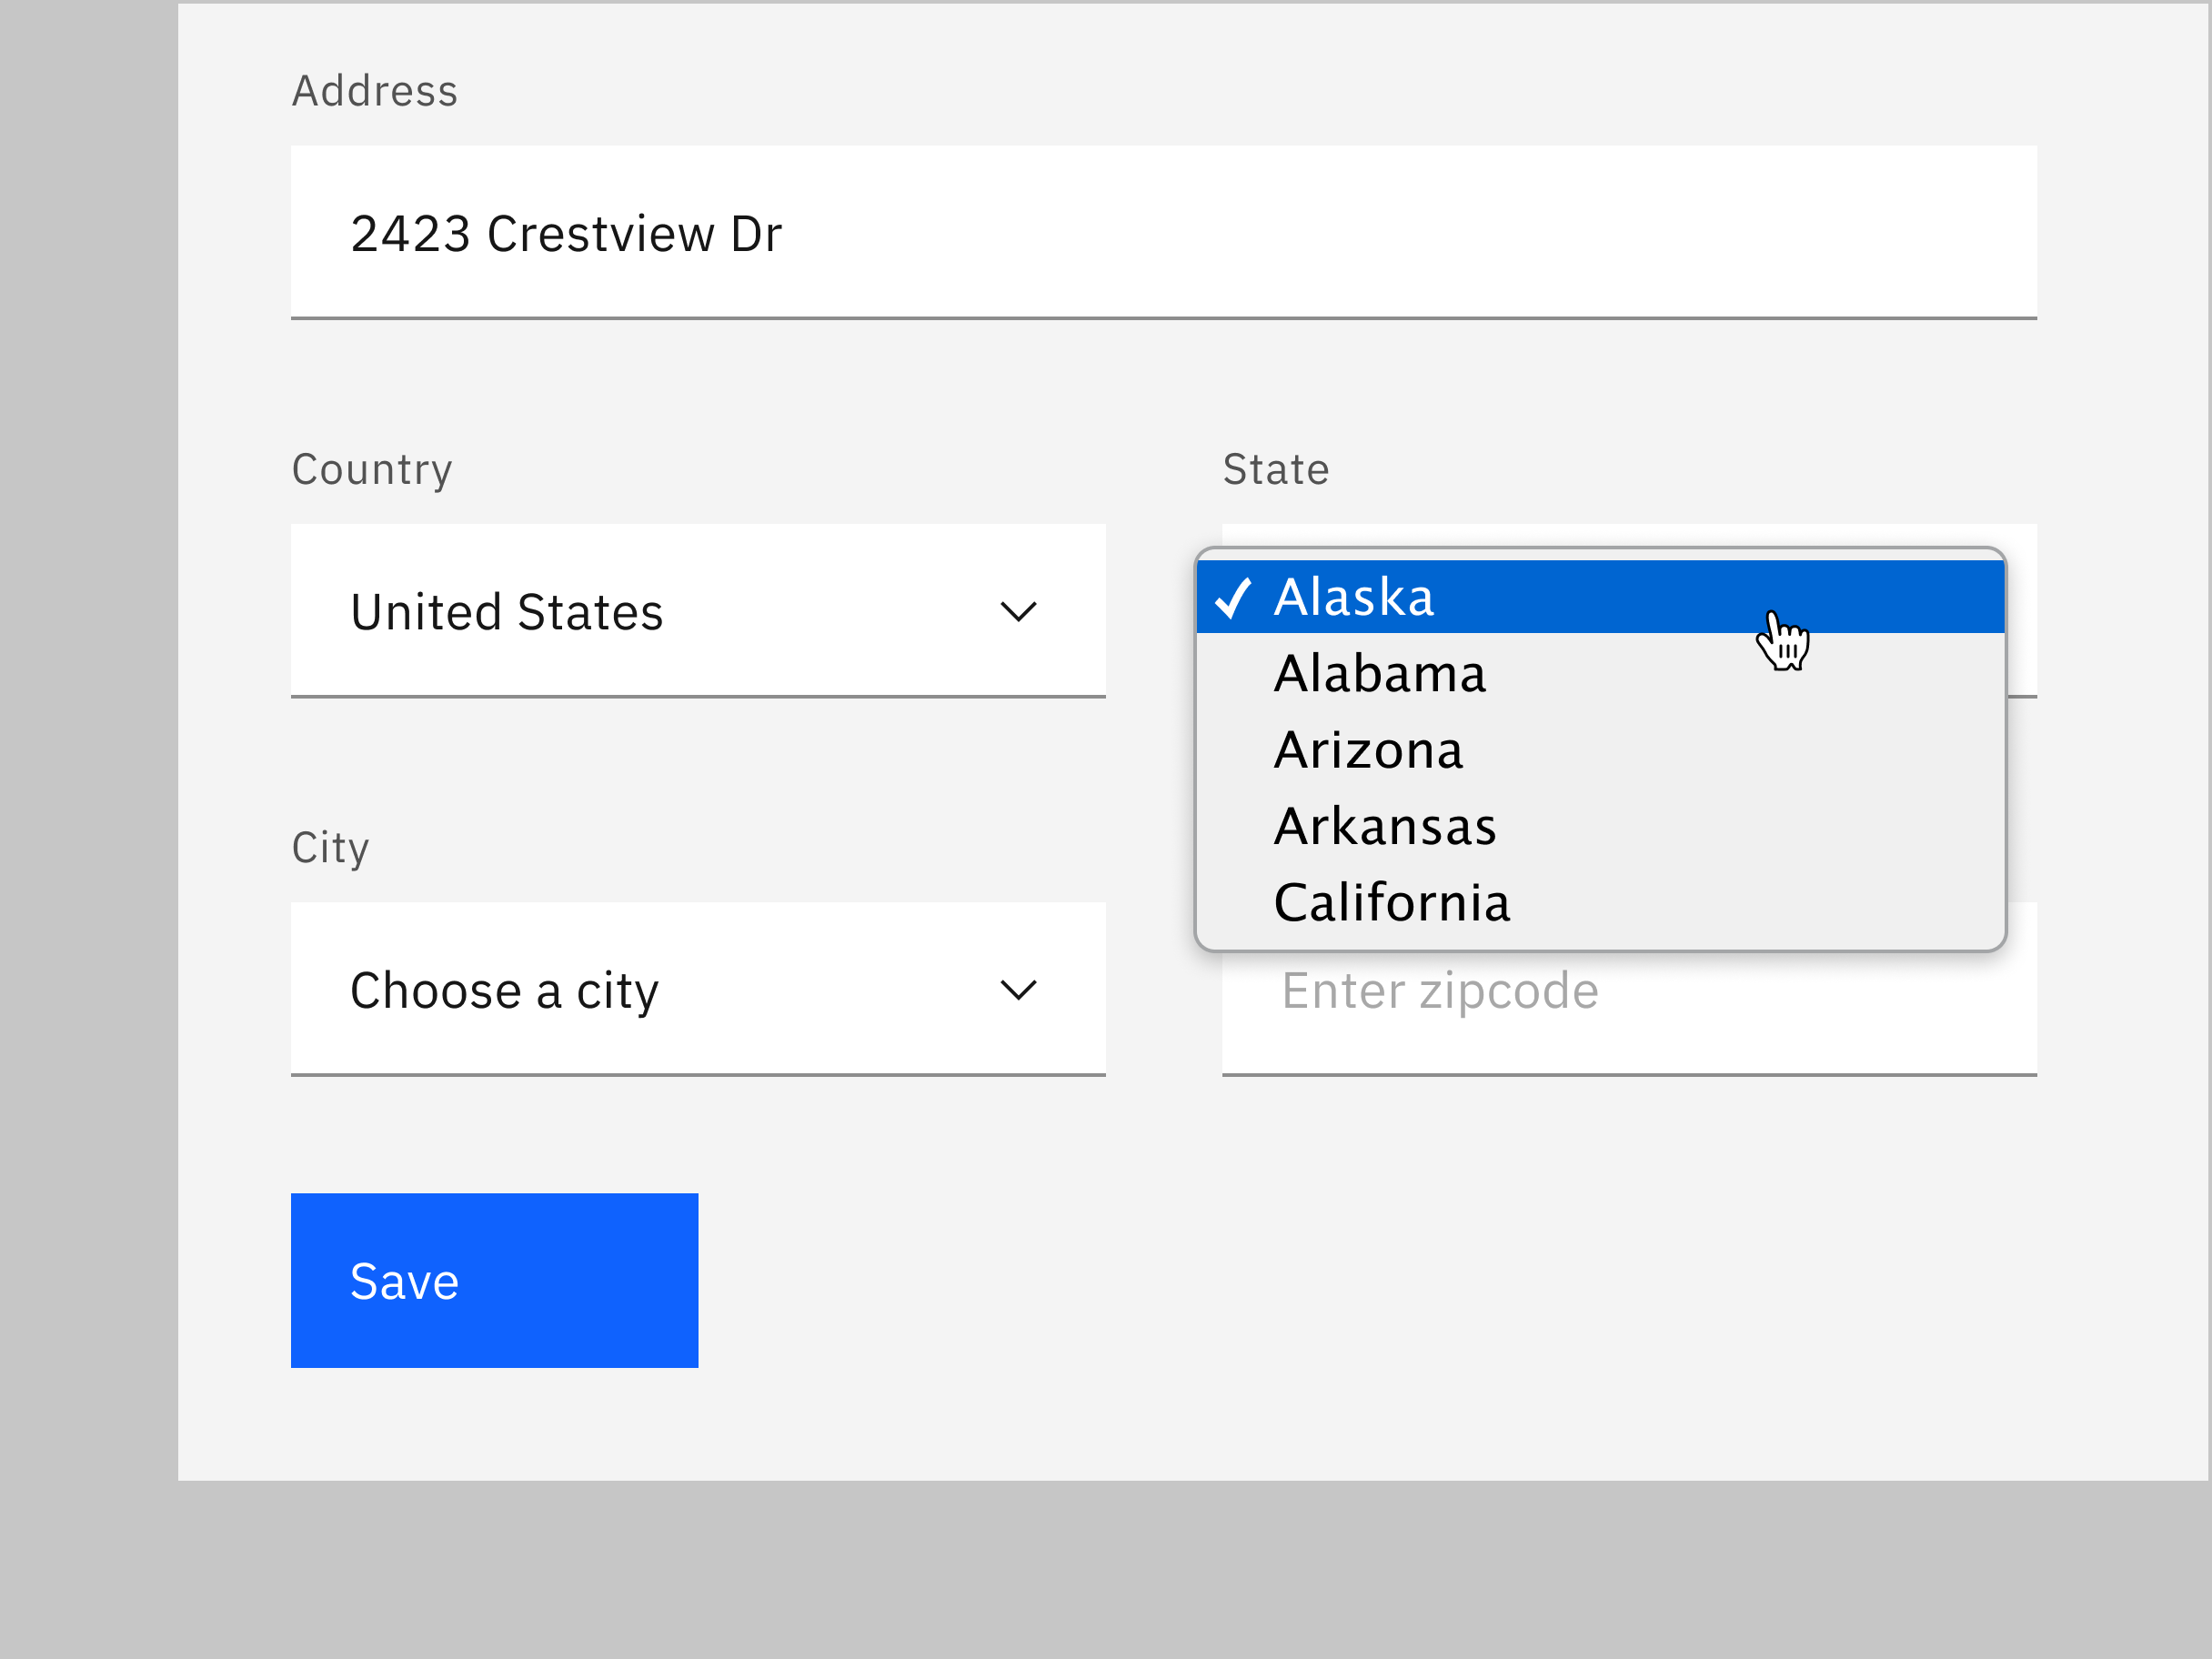 Address
2423 Crestview Dr
Country
United States
State
Alaska
Alabama
Arizona
Arkansas
California
City
Choose a city
Enter zipcode
Save